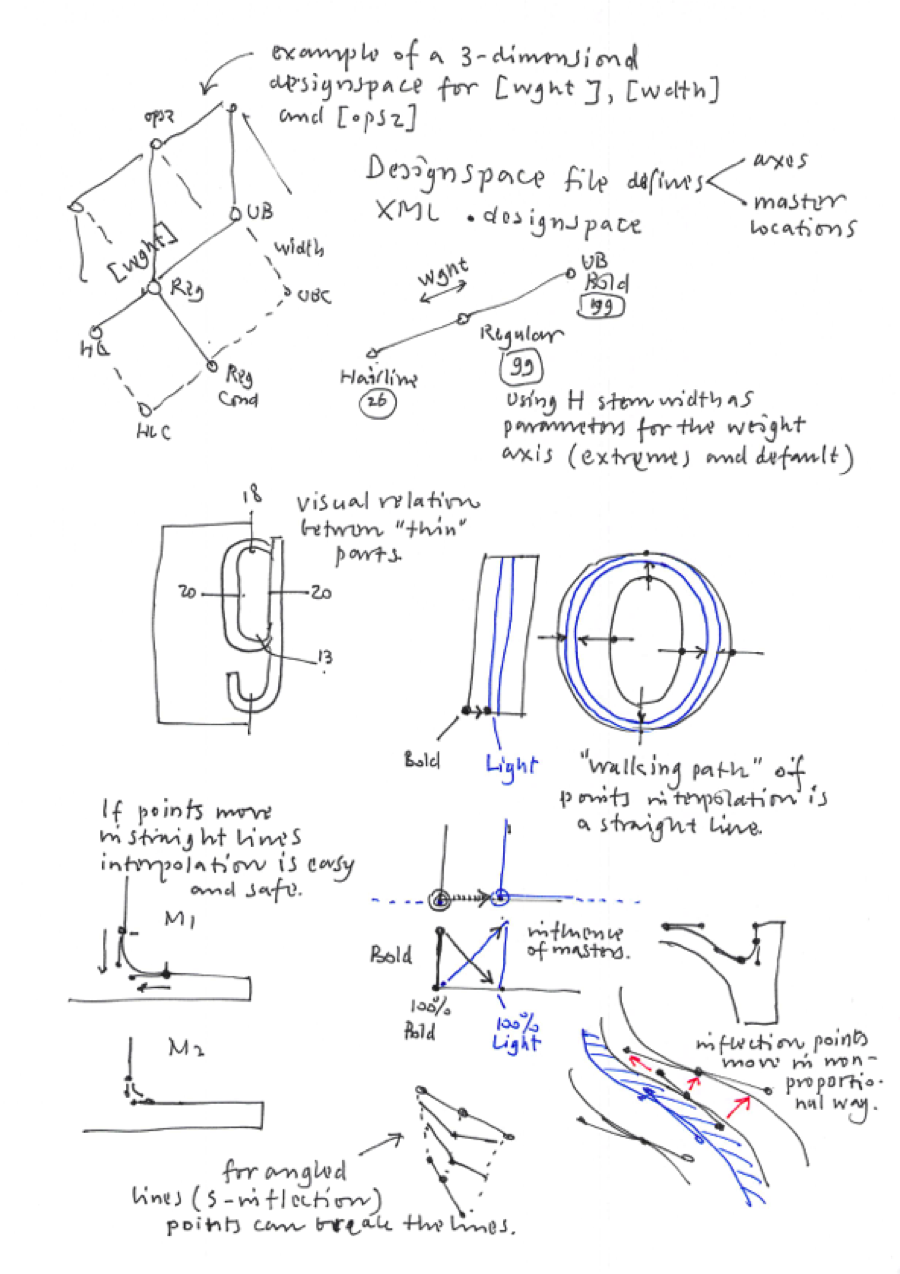 example of a 3-dimensional
designspace for [wght], [wdth]
and [opsz]
opsz
Designspace file defines
axes
master
locations
XML .designspace
UB
width
[wght]
Reg
UBC
HL
Reg
Cond
HLC
wght
UB
Bold
199
Regular
99
Hairline
26
using H stem width as
parameters for the weight
axis (extremes and default)
18
visual relation
between "thin"
parts.
20
20
13
Bold
Light
"walking path" of
points interpolation is
a straight line.
If points move
in straight lines
interpolation is easy
and safe.
M1
Bold
influence
of masters.
100%
Bold
100%
Light
M2
inflection points
move in non-
proportio-
nal way.
for angled
lines (S-inflection)
points can break the lines.